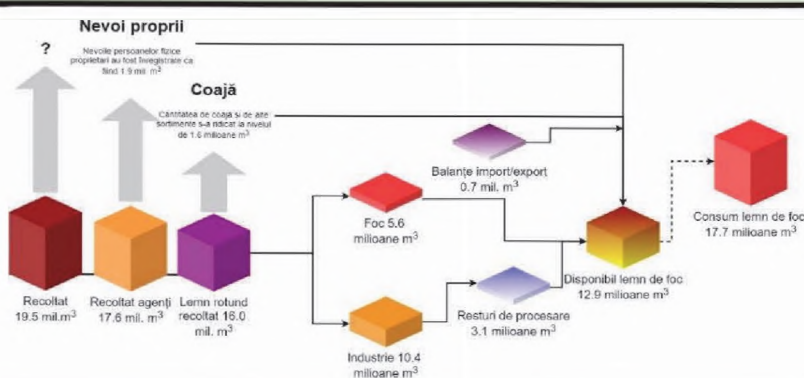 Nevoi proprii
?
Nevoile persoanelor fizice
proprietari au fost înregistrate ca
fiind 1.9 mil. m³
Coajă
Cantitatea de coajă și de alte
sortimente s-a ridicat la nivelul
de 1.6 milioane m³
Balanțe import/export
0.7 mil. m³
Foc 5.6
milioane m³
Consum lemn de foc
17.7 milioane m³
Disponibil lemn de foc
12.9 milioane m³
Recoltat
19.5 mil.m³
Recoltat agenți
17.6 mil. m³
Lemn rotund
recoltat 16.0
mil. m³
Resturi de procesare
3.1 milioane m³
Industrie 10.4
milioane m³